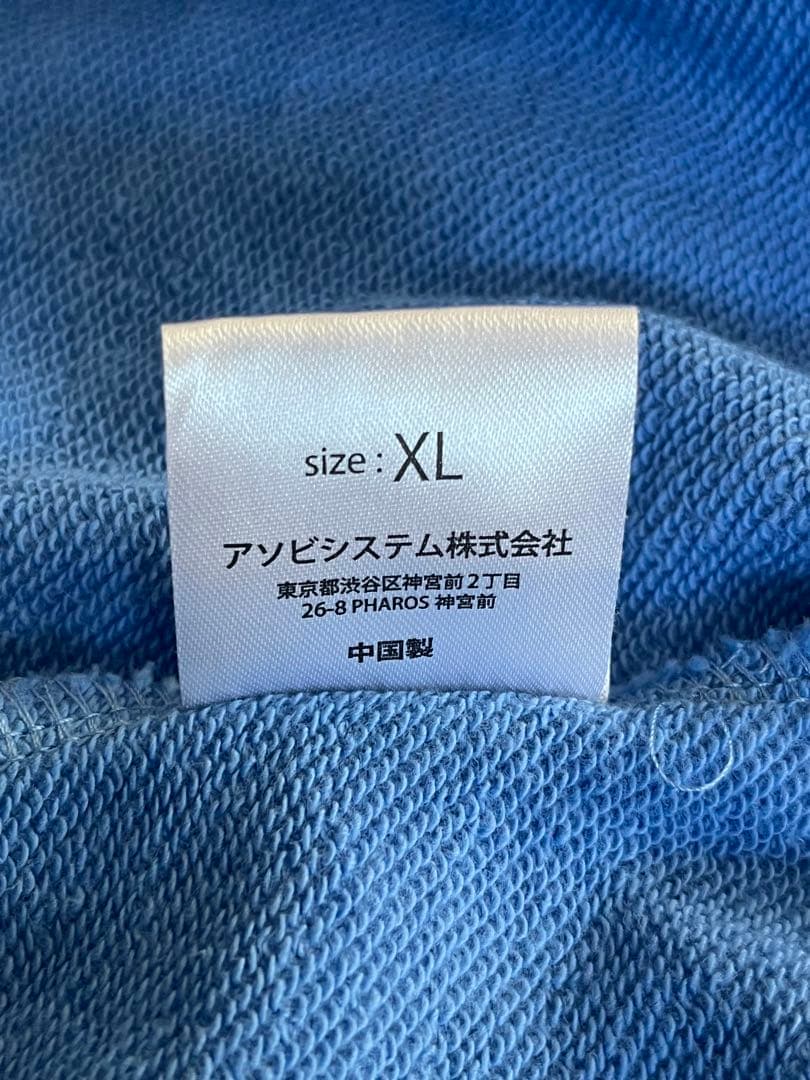 size : XL
アソビシステム株式会社
東京都渋谷区神宮前2丁目
26-8 PHAROS 神宮前
中国製